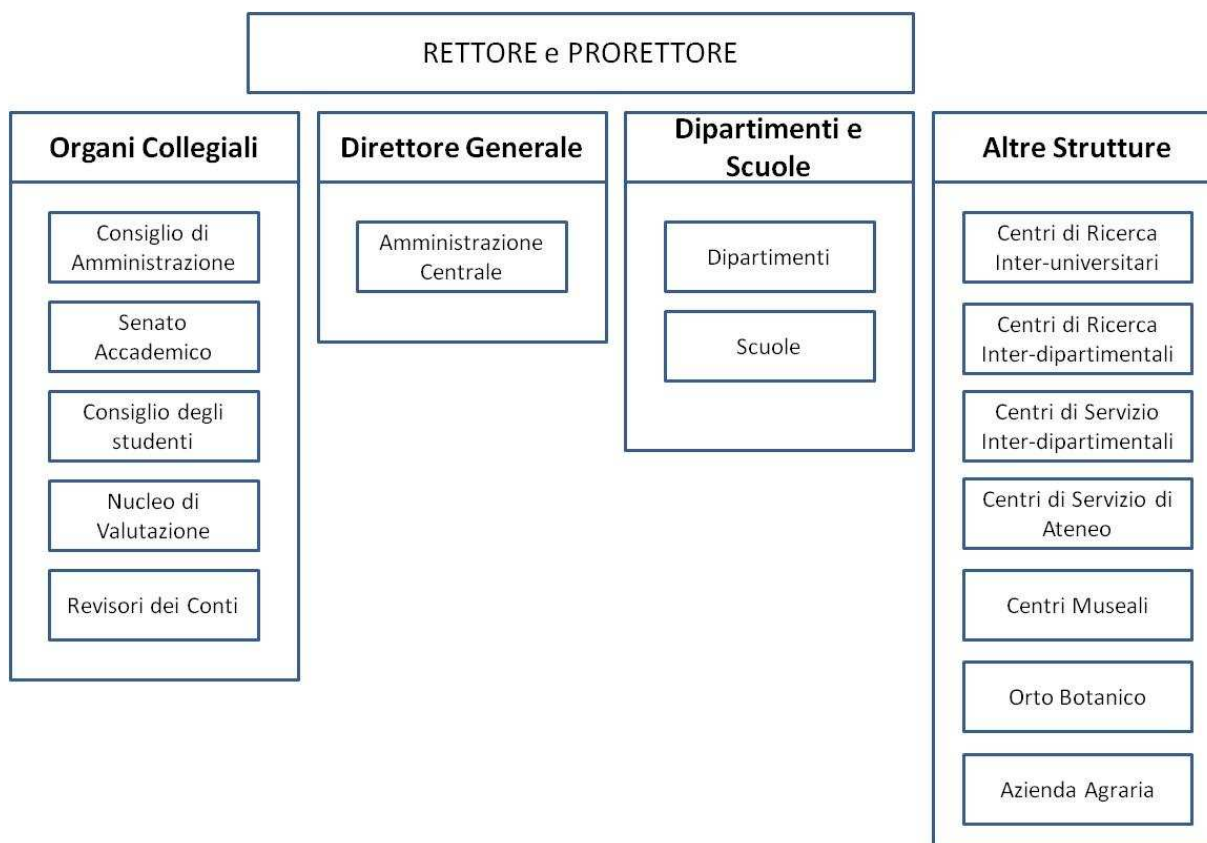 RETTORE e PRORETTORE
Organi Collegiali
Consiglio di
Amministrazione
Senato
Accademico
Consiglio degli
studenti
Nucleo di
Valutazione
Revisori dei Conti
Direttore Generale
Amministrazione
Centrale
Dipartimenti e
Scuole
Dipartimenti
Scuole
Altre Strutture
Centri di Ricerca
Inter-universitari
Centri di Ricerca
Inter-dipartimentali
Centri di Servizio
Inter-dipartimentali
Centri di Servizio di
Ateneo
Centri Museali
Orto Botanico
Azienda Agraria